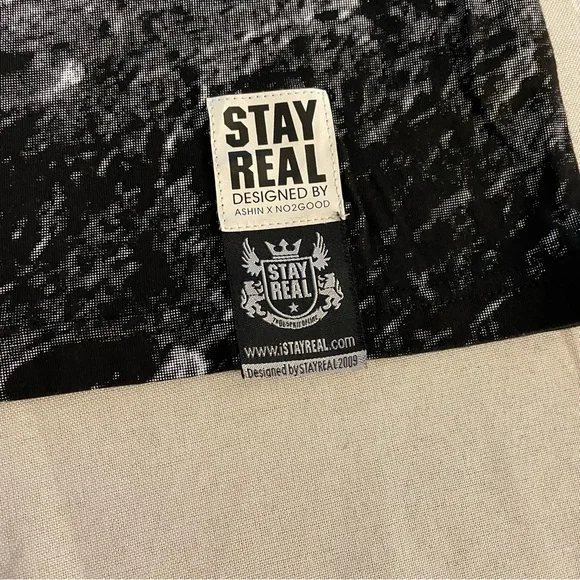 STAY
REAL
DESIGNED BY
ASHIN X NO2GOOD
STAY
REAL
www.iSTAYREAL.com
Designed by STAYREAL 2009